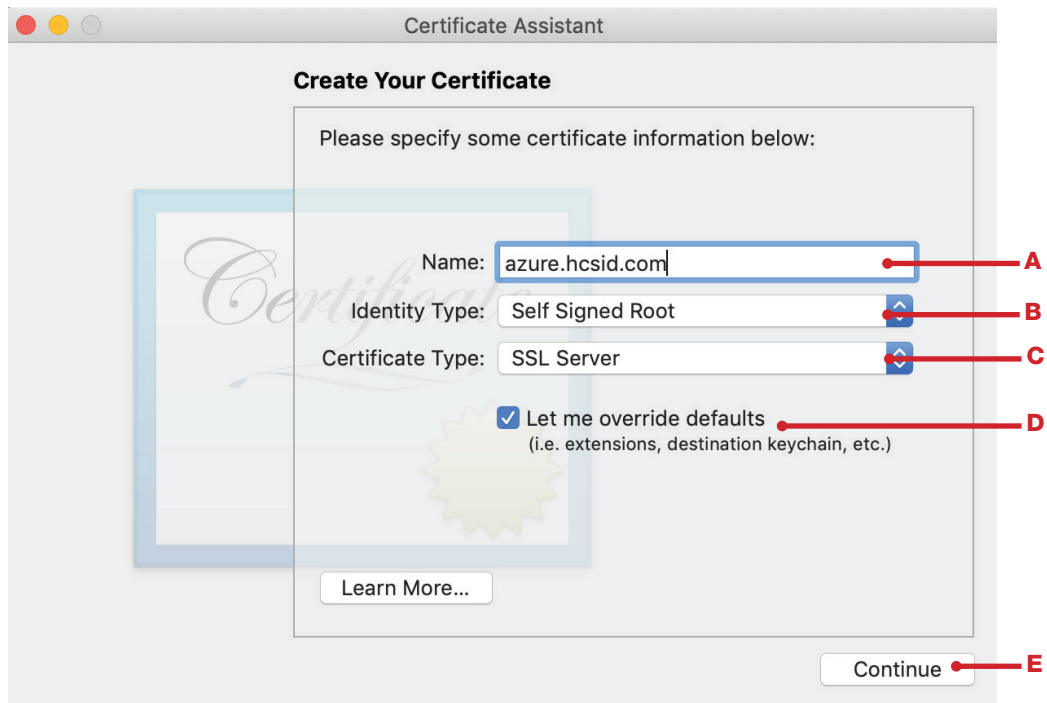 Certificate Assistant
Create Your Certificate
Please specify some certificate information below:
Certificate
Name: azure.hcsid.com A
Identity Type: Self Signed Root B
Certificate Type: SSL Server C
Let me override defaults D
(i.e. extensions, destination keychain, etc.)
Learn More...
Continue E